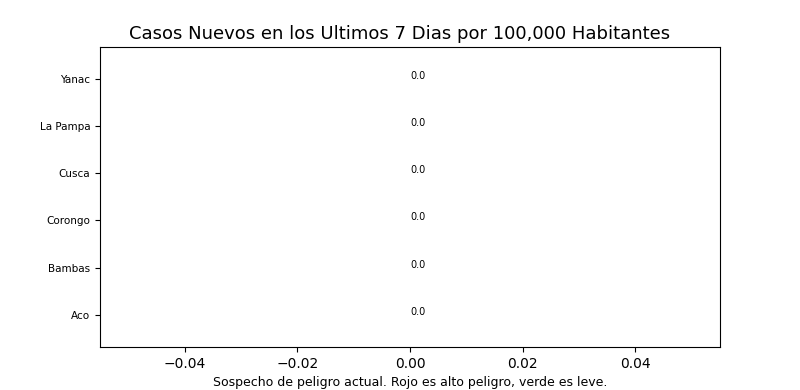 Casos Nuevos en los Ultimos 7 Dias por 100,000 Habitantes
Yanac 0.0
La Pampa 0.0
Cusca 0.0
Corongo 0.0
Bambas 0.0
Aco 0.0
−0.04 −0.02 0.00 0.02 0.04
Sospecho de peligro actual. Rojo es alto peligro, verde es leve.